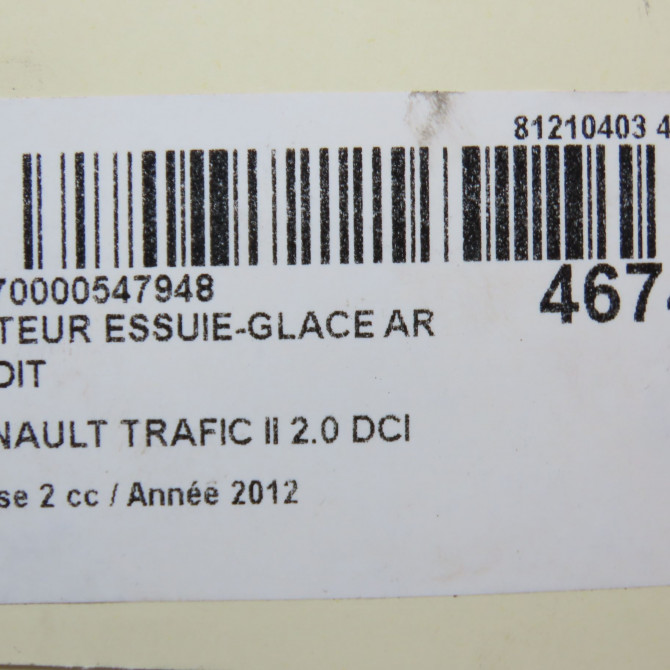 81210403 4
70000547948
467
TEUR ESSUIE-GLACE AR
DIT
NAULT TRAFIC II 2.0 DCI
se 2 cc / Année 2012